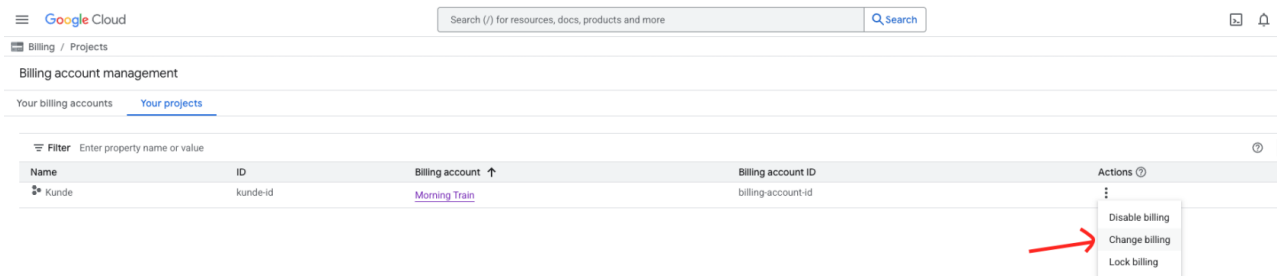 Google Cloud
Search (/) for resources, docs, products and more
Search
Billing / Projects
Billing account management
Your billing accounts Your projects
Filter Enter property name or value
Name ID Billing account Billing account ID Actions
Kunde kunde-id Morning Train billing-account-id
Disable billing
Change billing
Lock billing